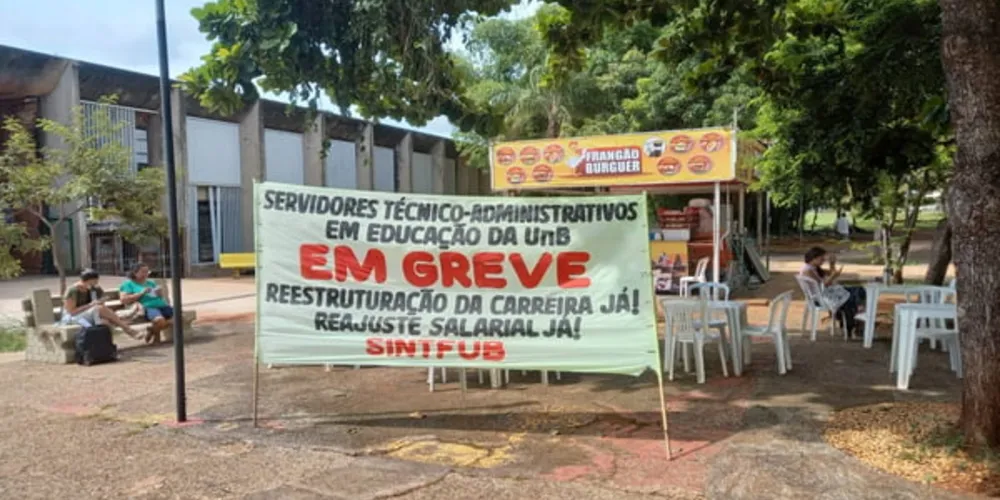 FRANGÃO
BURGUER
SERVIDORES TÉCNICO-ADMINISTRATIVOS
EM EDUCAÇÃO DA UnB
EM GREVE
REESTRUTURAÇÃO DA CARREIRA JÁ!
REAJUSTE SALARIAL JÁ!
SINTFUB